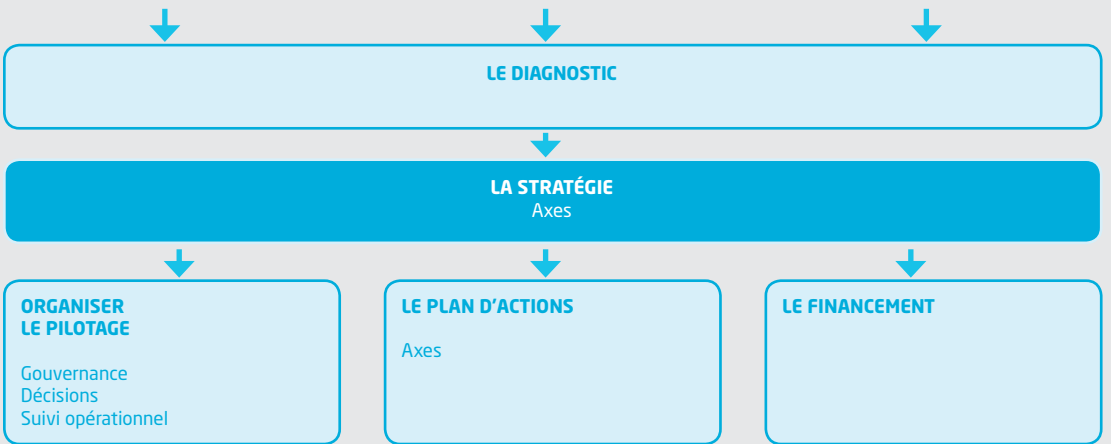 LE DIAGNOSTIC
LA STRATÉGIE
Axes
ORGANISER
LE PILOTAGE
Gouvernance
Décisions
Suivi opérationnel
LE PLAN D'ACTIONS
Axes
LE FINANCEMENT